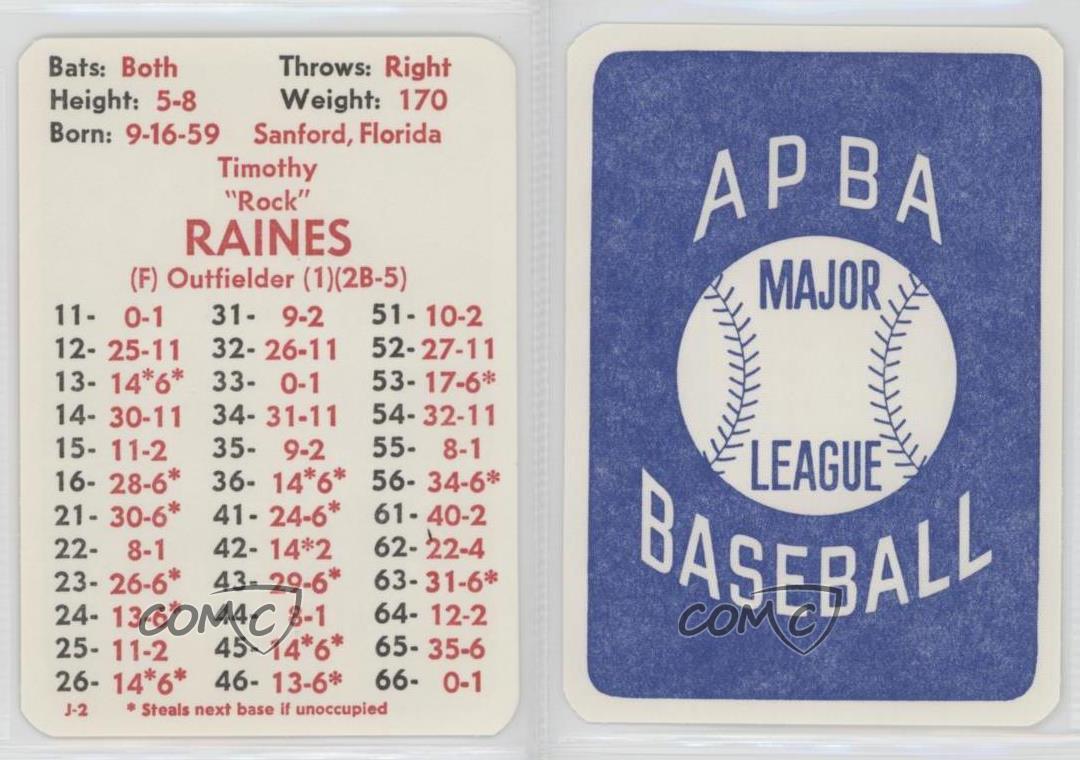 Bats: Both Throws: Right
Height: 5-8 Weight: 170
Born: 9-16-59 Sanford, Florida
Timothy
"Rock"
RAINES
(F) Outfielder (1)(2B-5)
11- 0-1 31- 9-2 51- 10-2
12- 25-11 32- 26-11 52- 27-11
13- 14*6* 33- 0-1 53- 17-6*
14- 30-11 34- 31-11 54- 32-11
15- 11-2 35- 9-2 55- 8-1
16- 28-6* 36- 14*6* 56- 34-6*
21- 30-6* 41- 24-6* 61- 40-2
22- 8-1 42- 14*2 62- 22-4
23- 26-6* 43- 29-6* 63- 31-6*
24- 13-6* 44- 8-1 64- 12-2
25- 11-2 45- 14*6* 65- 35-6
26- 14*6* 46- 13-6* 66- 0-1
J-2 * Steals next base if unoccupied
COMC
APBA
MAJOR
LEAGUE
BASEBALL
COMC